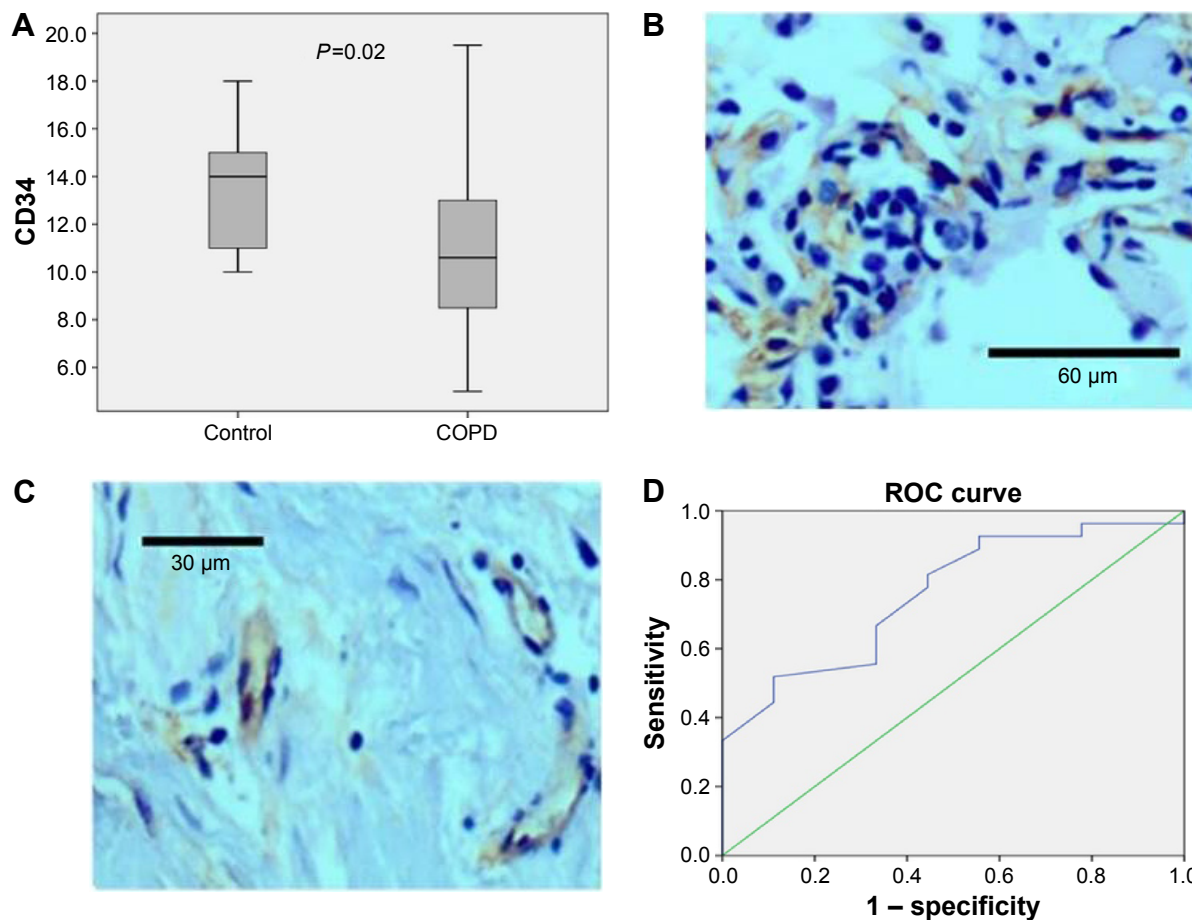 A
20.0
18.0
16.0
14.0
12.0
10.0
8.0
6.0
CD34
P=0.02
Control COPD
B
60 µm
C
30 µm
D
ROC curve
1.0
0.8
0.6
0.4
0.2
0.0
Sensitivity
0.0 0.2 0.4 0.6 0.8
1 – specificity